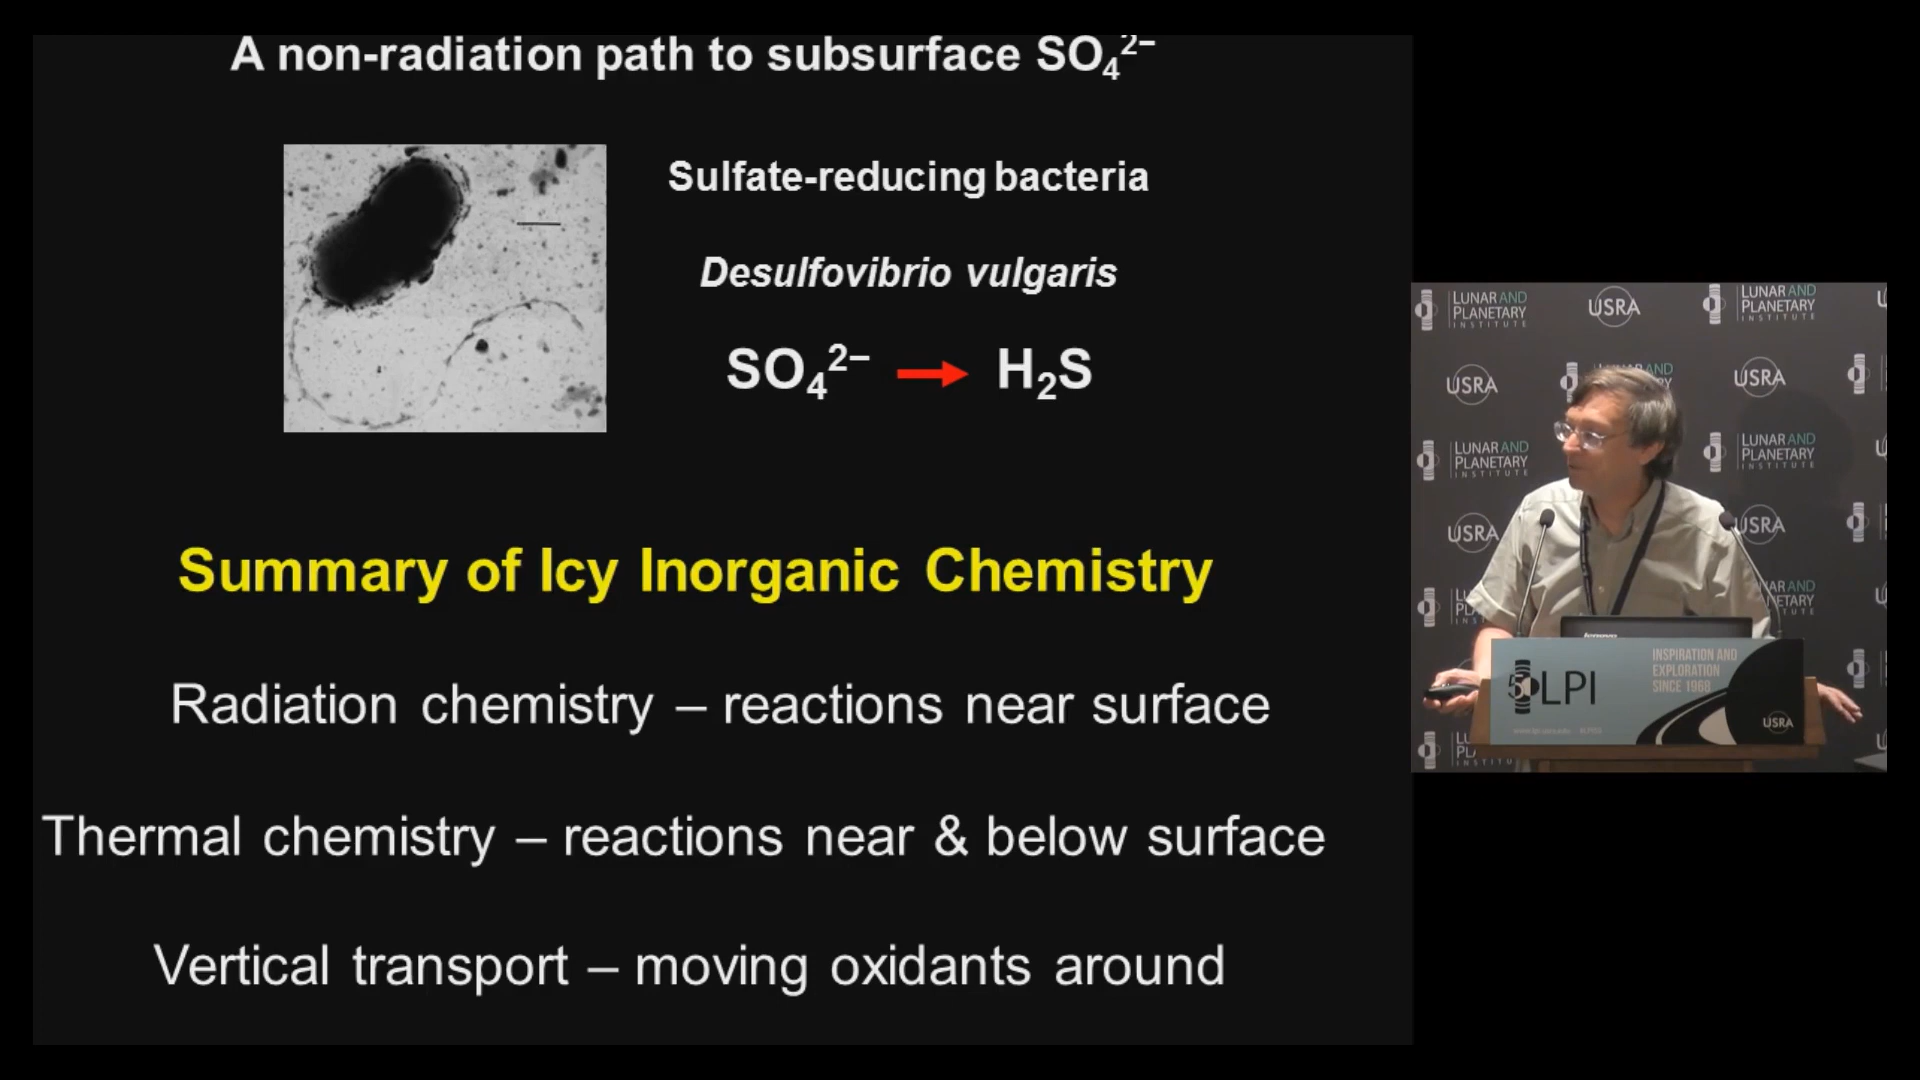 A non-radiation path to subsurface SO₄²⁻
Sulfate-reducing bacteria
Desulfovibrio vulgaris
SO₄²⁻ → H₂S
Summary of Icy Inorganic Chemistry
Radiation chemistry – reactions near surface
Thermal chemistry – reactions near & below surface
Vertical transport – moving oxidants around
LUNAR AND
PLANETARY
INSTITUTE
USRA
LUNAR AND
PLANETARY
INSTITUTE
USRA
USRA
LUNAR AND
PLANETARY
INSTITUTE
LUNAR AND
PLANETARY
INSTITUTE
USRA
USRA
INSPIRATION AND
EXPLORATION
SINCE 1968
LPI
USRA